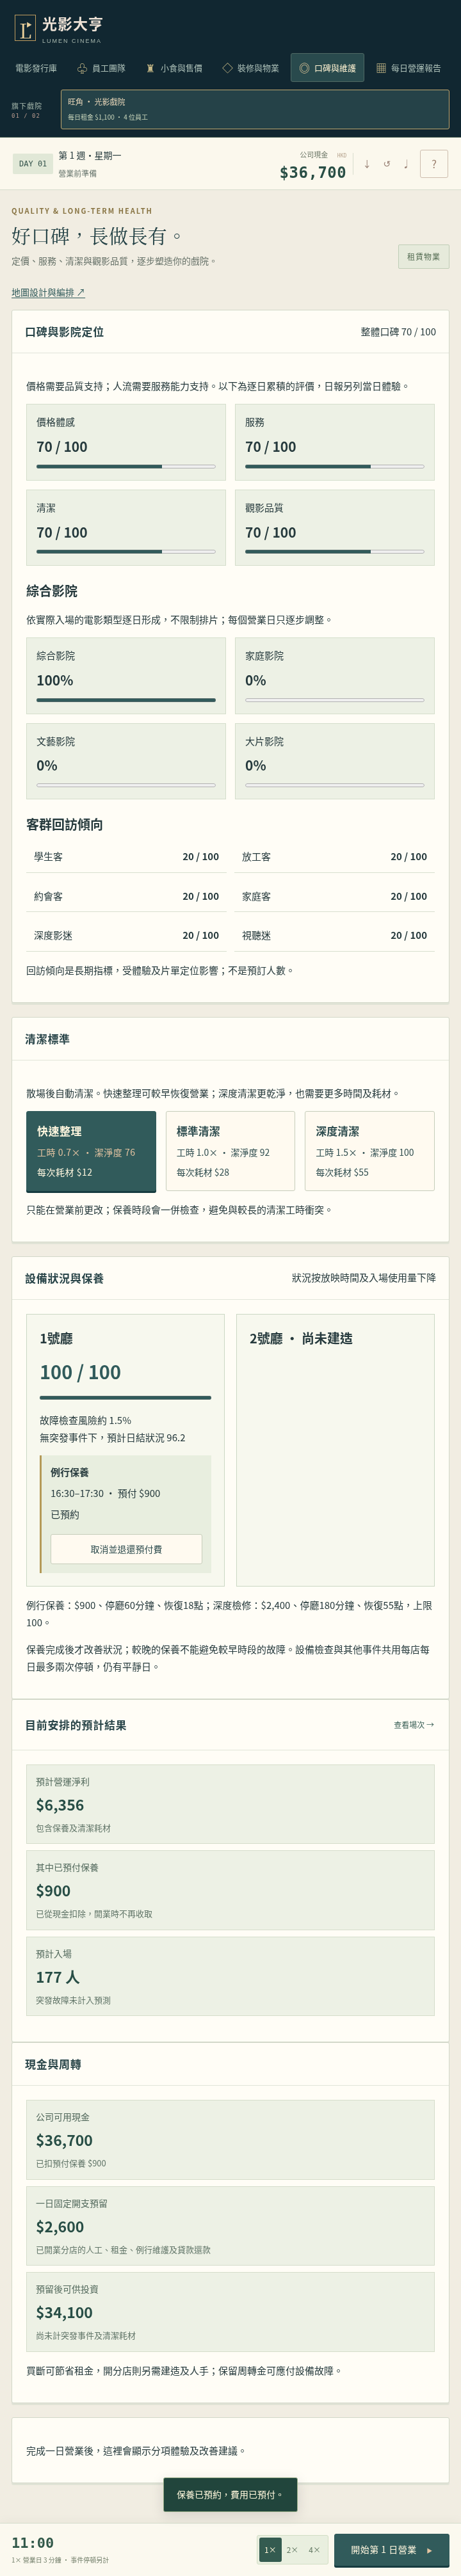 光影大亨
LUMEN CINEMA
電影發行庫
員工團隊
小食與售價
裝修與物業
口碑與維護
每日營運報告
旗下戲院
01 / 02
旺角・光影戲院
每日租金 $1,100・4 位員工
DAY 01
第 1 週・星期一
營業前準備
公司現金 HKD
$36,700
↓ ↺ ♩ ?
QUALITY & LONG-TERM HEALTH
好口碑，長做長有。
定價、服務、清潔與觀影品質，逐步塑造你的戲院。
租賃物業
地圖設計與編排 ↗
口碑與影院定位
整體口碑 70 / 100
價格需要品質支持；人流需要服務能力支持。以下為逐日累積的評價，日報另列當日體驗。
價格體感
70 / 100
服務
70 / 100
清潔
70 / 100
觀影品質
70 / 100
綜合影院
依實際入場的電影類型逐日形成，不限制排片；每個營業日只逐步調整。
綜合影院
100%
家庭影院
0%
文藝影院
0%
大片影院
0%
客群回訪傾向
學生客 20 / 100
放工客 20 / 100
約會客 20 / 100
家庭客 20 / 100
深度影迷 20 / 100
視聽迷 20 / 100
回訪傾向是長期指標，受體驗及片單定位影響；不是預訂人數。
清潔標準
散場後自動清潔。快速整理可較早恢復營業；深度清潔更乾淨，也需要更多時間及耗材。
快速整理
工時 0.7×・潔淨度 76
每次耗材 $12
標準清潔
工時 1.0×・潔淨度 92
每次耗材 $28
深度清潔
工時 1.5×・潔淨度 100
每次耗材 $55
只能在營業前更改；保養時段會一併檢查，避免與較長的清潔工時衝突。
設備狀況與保養
狀況按放映時間及入場使用量下降
1號廳
100 / 100
故障檢查風險約 1.5%
無突發事件下，預計日結狀況 96.2
例行保養
16:30–17:30・預付 $900
已預約
取消並退還預付費
2號廳・尚未建造
例行保養：$900、停廳60分鐘、恢復18點；深度檢修：$2,400、停廳180分鐘、恢復55點，上限
100。
保養完成後才改善狀況；較晚的保養不能避免較早時段的故障。設備檢查與其他事件共用每店每
日最多兩次停頓，仍有平靜日。
目前安排的預計結果
查看場次 →
預計營運淨利
$6,356
包含保養及清潔耗材
其中已預付保養
$900
已從現金扣除，開業時不再收取
預計入場
177 人
突發故障未計入預測
現金與周轉
公司可用現金
$36,700
已扣預付保養 $900
一日固定開支預留
$2,600
已開業分店的人工、租金、例行維護及貸款還款
預留後可供投資
$34,100
尚未計突發事件及清潔耗材
買斷可節省租金，開分店則另需建造及人手；保留周轉金可應付設備故障。
完成一日營業後，這裡會顯示分項體驗及改善建議。
保養已預約，費用已預付。
11:00
1× 營業日 3 分鐘・事件停頓另計
1× 2× 4×
開始第 1 日營業 ▸